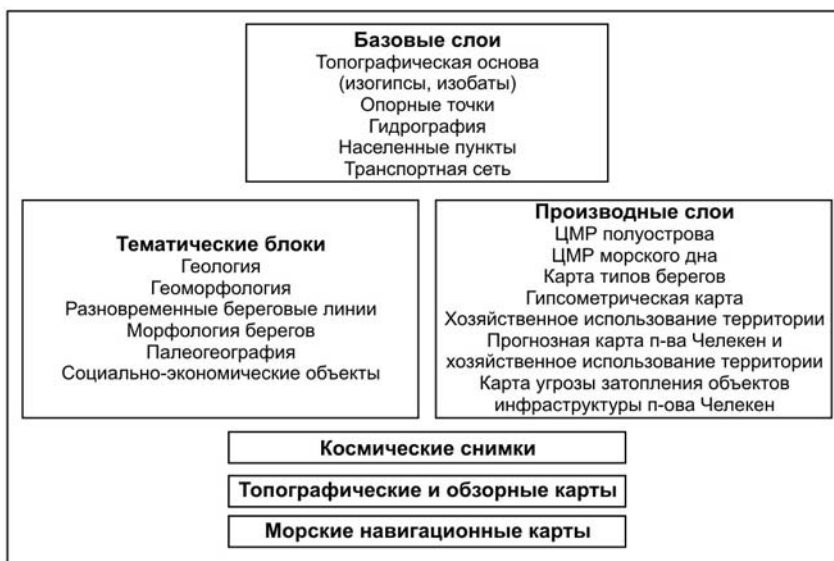 Базовые слои
Топографическая основа
(изогипсы, изобаты)
Опорные точки
Гидрография
Населенные пункты
Транспортная сеть
Тематические блоки
Геология
Геоморфология
Разновременные береговые линии
Морфология берегов
Палеогеография
Социально-экономические объекты
Производные слои
ЦМР полуострова
ЦМР морского дна
Карта типов берегов
Гипсометрическая карта
Хозяйственное использование территории
Прогнозная карта п-ва Челекен и
хозяйственное использование территории
Карта угрозы затопления объектов
инфраструктуры п-ова Челекен
Космические снимки
Топографические и обзорные карты
Морские навигационные карты